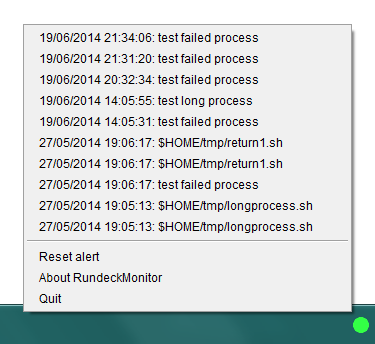 19/06/2014 21:34:06: test failed process
19/06/2014 21:31:20: test failed process
19/06/2014 20:32:34: test failed process
19/06/2014 14:05:55: test long process
19/06/2014 14:05:31: test failed process
27/05/2014 19:06:17: $HOME/tmp/return1.sh
27/05/2014 19:06:17: $HOME/tmp/return1.sh
27/05/2014 19:06:17: test failed process
27/05/2014 19:05:13: $HOME/tmp/longprocess.sh
27/05/2014 19:05:13: $HOME/tmp/longprocess.sh
Reset alert
About RundeckMonitor
Quit